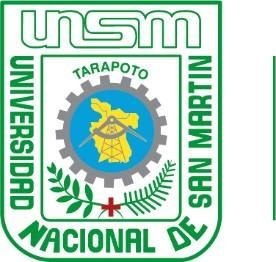 unsm
TARAPOTO
UNIVERSIDAD
NACIONAL DE
SAN MARTIN